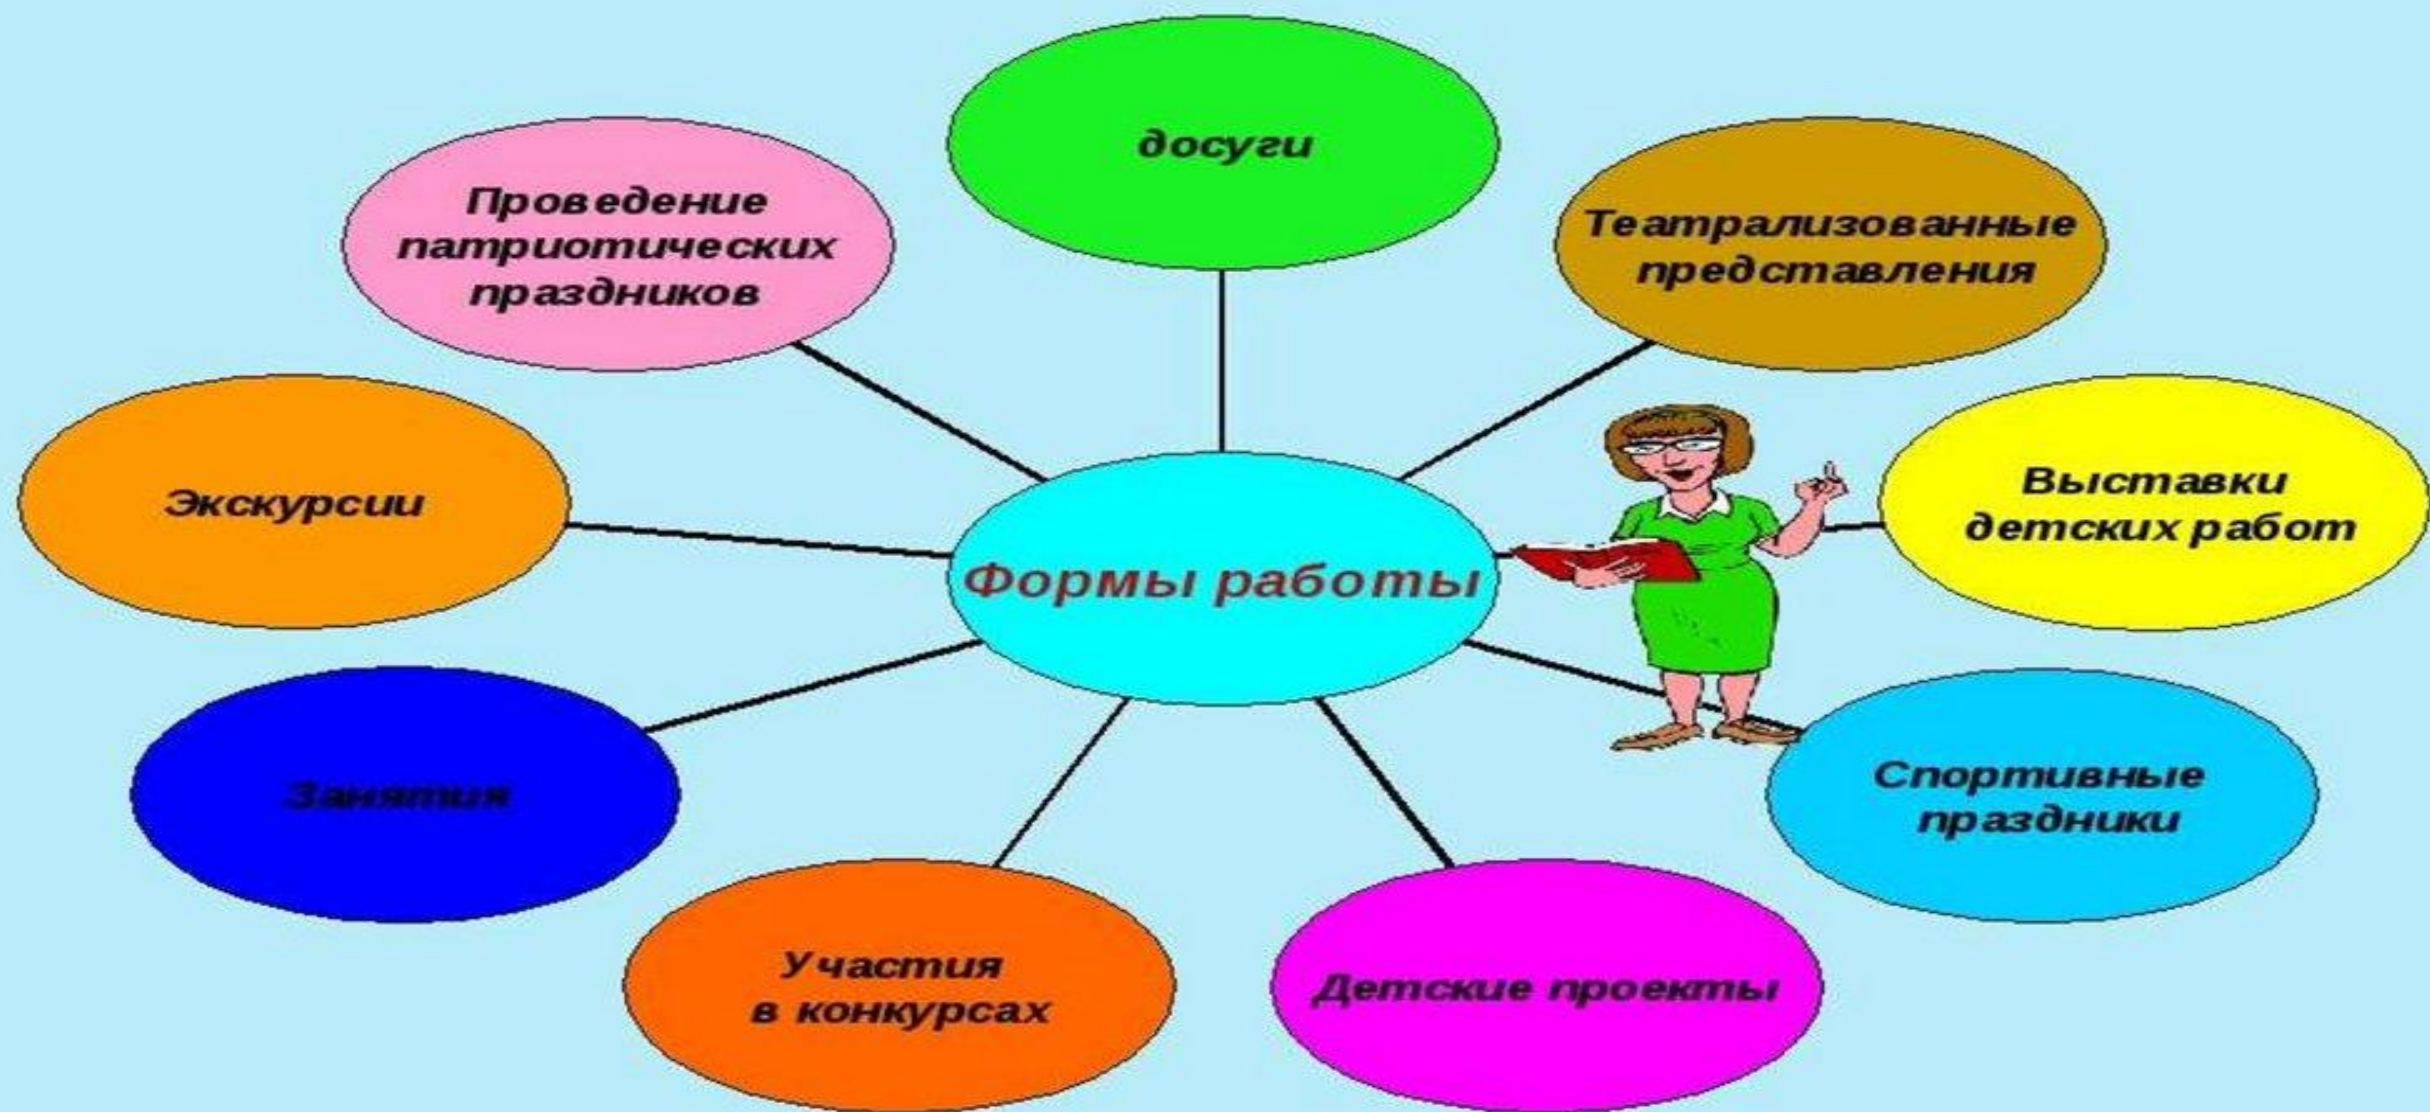 досуги
Проведение
патриотических
праздников
Театрализованные
представления
Экскурсии
Выставки
детских работ
Формы работы
Занятия
Спортивные
праздники
Участия
в конкурсах
Детские проекты